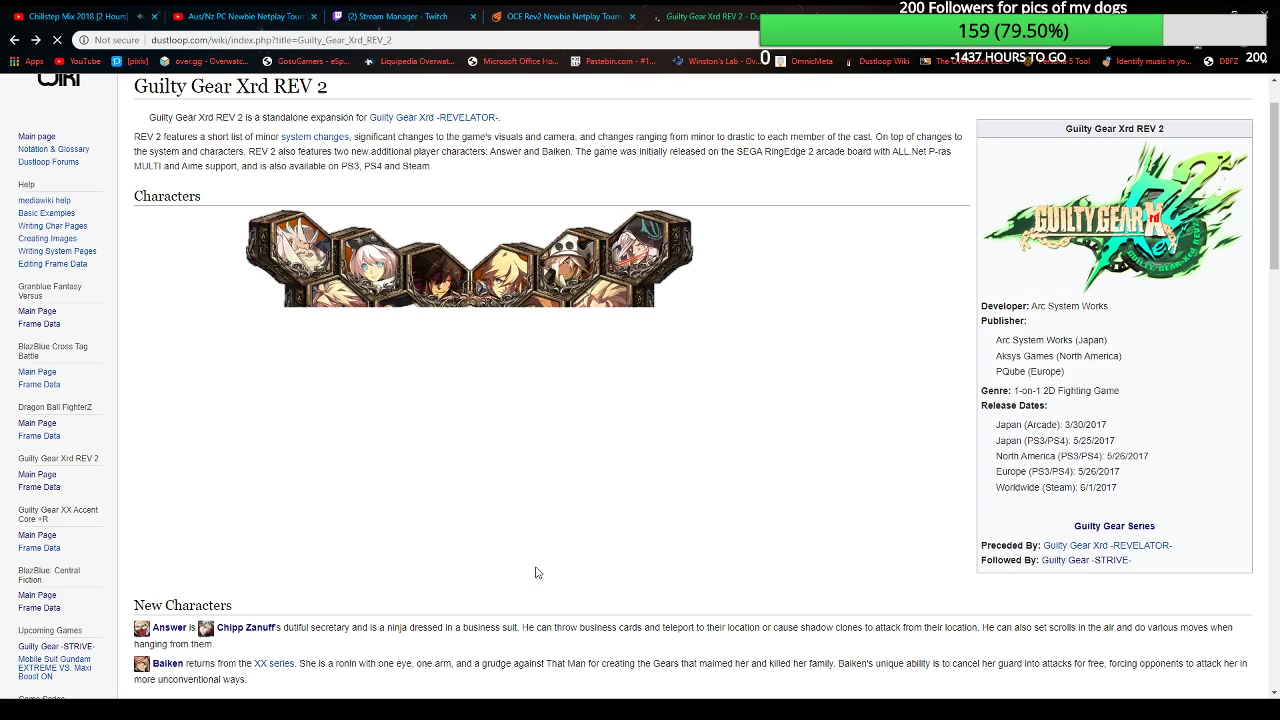 Chillstep Mix 2018 [2 Hours]
Aus/Nz PC Newbie Netplay Tour
(2) Stream Manager - Twitch
OCE Rev2 Newbie Netplay Tourn
Guilty Gear Xrd REV 2 - Du
200 Followers for pics of my dogs
159 (79.50%)
0
-1437 HOURS TO GO
200
Not secure
dustloop.com/wiki/index.php?title=Guilty_Gear_Xrd_REV_2
Apps
YouTube
[pixiv]
over.gg — Overwatc...
GosuGamers - eSp...
Liquipedia Overwat...
Microsoft Office Ho...
Pastebin.com - #1...
Winston's Lab - Ov...
OmnicMeta
Dustloop Wiki
5 Tool
Identify music in yo...
DBFZ
Guilty Gear Xrd REV 2
Guilty Gear Xrd REV 2 is a standalone expansion for Guilty Gear Xrd -REVELATOR-.
REV 2 features a short list of minor system changes, significant changes to the game's visuals and camera, and changes ranging from minor to drastic to each member of the cast. On top of changes to
the system and characters, REV 2 also features two new additional player characters: Answer and Baiken. The game was initially released on the SEGA RingEdge 2 arcade board with ALL.Net P-ras
MULTI and Aime support, and is also available on PS3, PS4 and Steam.
Characters
Main page
Notation & Glossary
Dustloop Forums
Help
mediawiki help
Basic Examples
Writing Char Pages
Creating Images
Writing System Pages
Editing Frame Data
Granblue Fantasy
Versus
Main Page
Frame Data
BlazBlue Cross Tag
Battle
Main Page
Frame Data
Dragon Ball FighterZ
Main Page
Frame Data
Guilty Gear Xrd REV 2
Main Page
Frame Data
Guilty Gear XX Accent
Core +R
Main Page
Frame Data
BlazBlue: Central
Fiction
Main Page
Frame Data
Upcoming Games
Guilty Gear -STRIVE-
Mobile Suit Gundam
EXTREME VS. Maxi
Boost ON
Guilty Gear Xrd REV 2
GUILTY GEAR Xrd
Developer: Arc System Works
Publisher:
Arc System Works (Japan)
Aksys Games (North America)
PQube (Europe)
Genre: 1-on-1 2D Fighting Game
Release Dates:
Japan (Arcade): 3/30/2017
Japan (PS3/PS4): 5/25/2017
North America (PS3/PS4): 5/26/2017
Europe (PS3/PS4): 5/26/2017
Worldwide (Steam): 6/1/2017
Guilty Gear Series
Preceded By: Guilty Gear Xrd -REVELATOR-
Followed By: Guilty Gear -STRIVE-
New Characters
Answer is Chipp Zanuff's dutiful secretary and is a ninja dressed in a business suit. He can throw business cards and teleport to their location or cause shadow clones to attack from their location. He can also set scrolls in the air and do various moves when
hanging from them.
Baiken returns from the XX series. She is a ronin with one eye, one arm, and a grudge against That Man for creating the Gears that maimed her and killed her family. Baiken's unique ability is to cancel her guard into attacks for free, forcing opponents to attack her in
more unconventional ways.